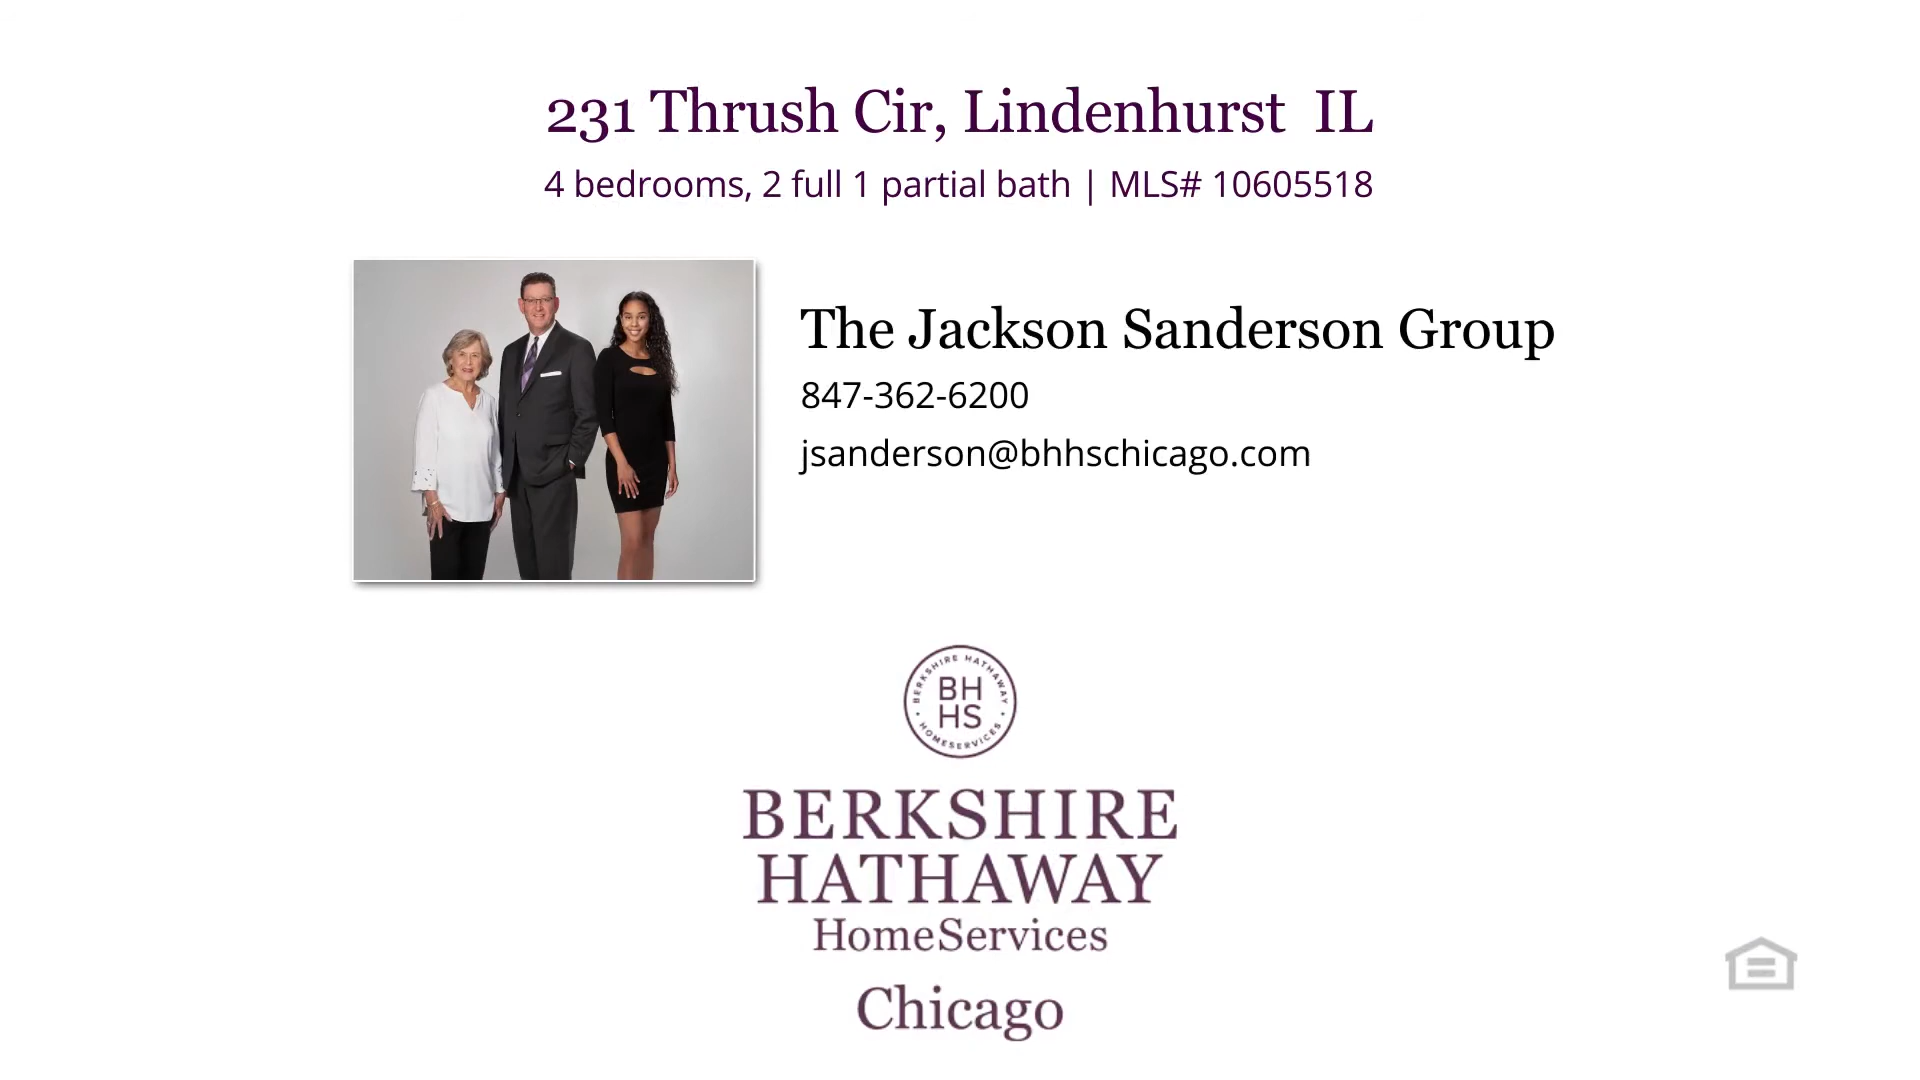 231 Thrush Cir, Lindenhurst  IL
4 bedrooms, 2 full 1 partial bath | MLS# 10605518
The Jackson Sanderson Group
847-362-6200
jsanderson@bhhschicago.com
BERKSHIRE HATHAWAY
BH
HS
HOMESERVICES
BERKSHIRE
HATHAWAY
HomeServices
Chicago